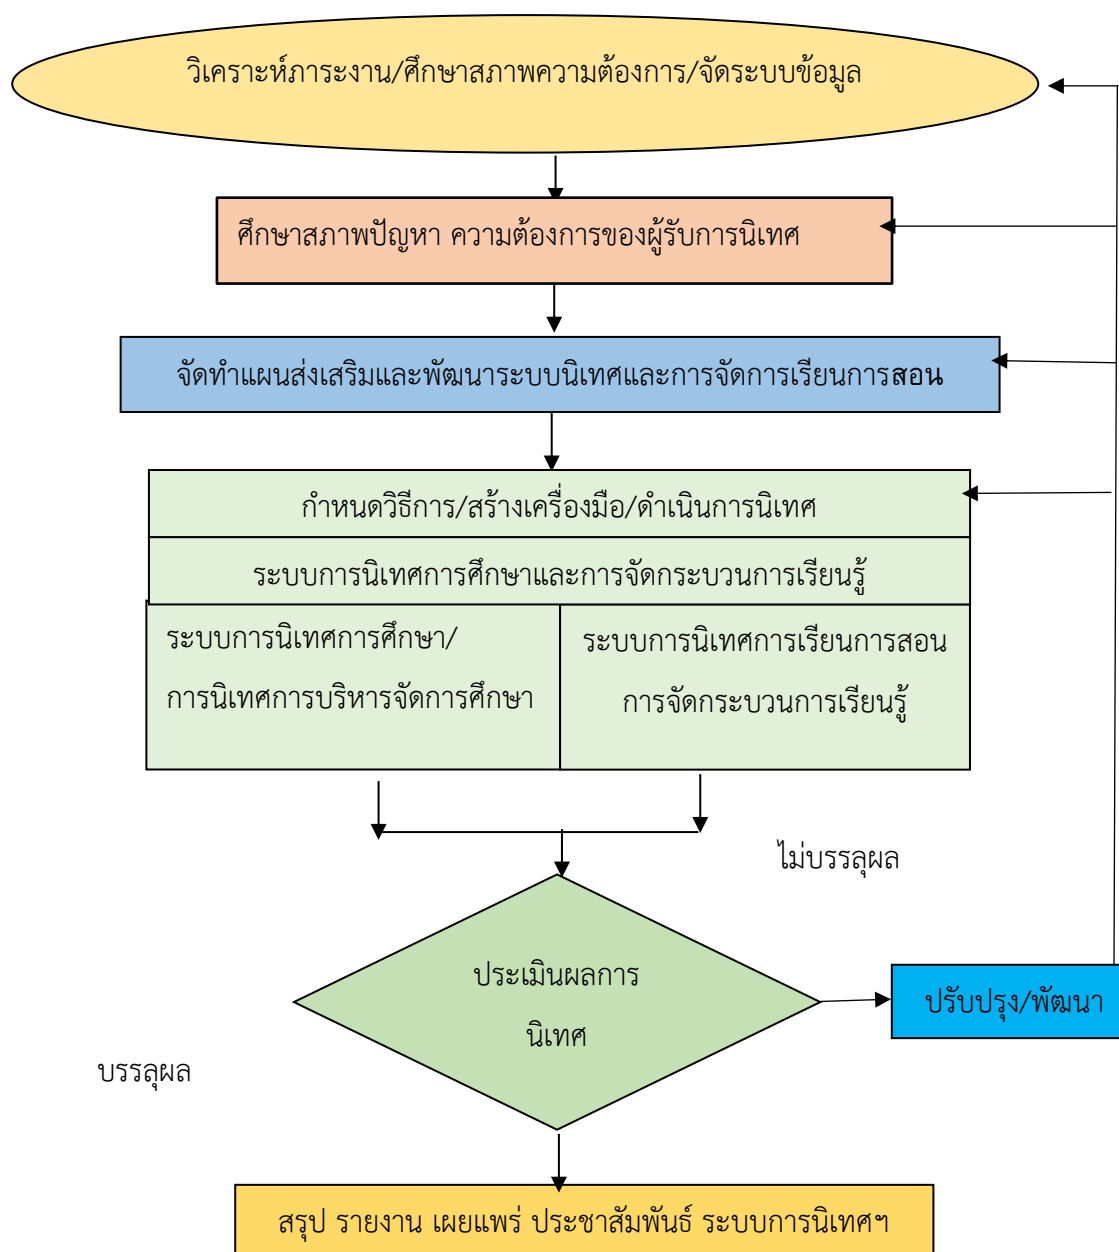 วิเคราะห์ภาระงาน/ศึกษาสภาพความต้องการ/จัดระบบข้อมูล
ศึกษาสภาพปัญหา ความต้องการของผู้รับการนิเทศ
จัดทำแผนส่งเสริมและพัฒนาระบบนิเทศและการจัดการเรียนการสอน
กำหนดวิธีการ/สร้างเครื่องมือ/ดำเนินการนิเทศ
ระบบการนิเทศการศึกษาและการจัดกระบวนการเรียนรู้
ระบบการนิเทศการศึกษา/
การนิเทศการบริหารจัดการศึกษา
ระบบการนิเทศการเรียนการสอน
การจัดกระบวนการเรียนรู้
ไม่บรรลุผล
ประเมินผลการ
นิเทศ
ปรับปรุง/พัฒนา
บรรลุผล
สรุป รายงาน เผยแพร่ ประชาสัมพันธ์ ระบบการนิเทศฯ